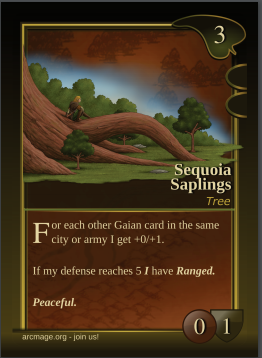 3
Sequoia
Saplings
Tree
For each other Gaian card in the same
city or army I get +0/+1.
If my defense reaches 5 I have Ranged.
Peaceful.
0 1
arcmage.org - join us!